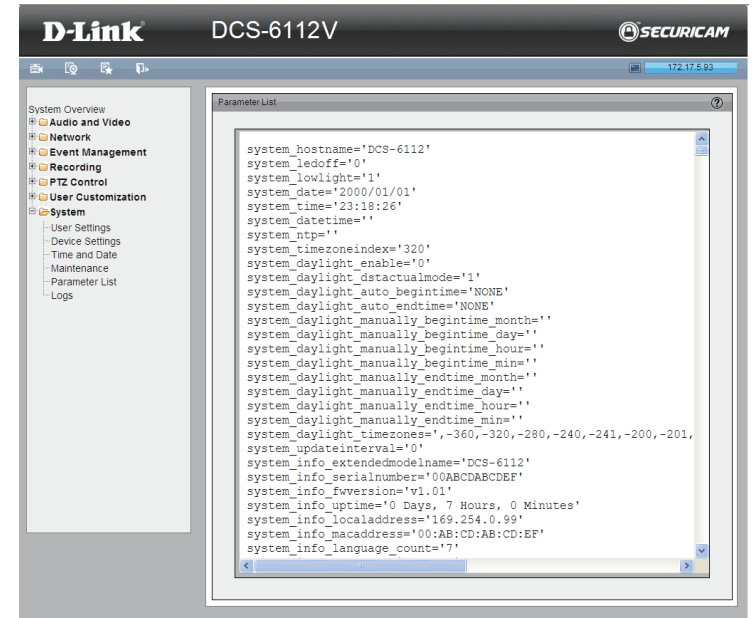 D-Link
DCS-6112V
SECURICAM
172.17.5.93
System Overview
Audio and Video
Network
Event Management
Recording
PTZ Control
User Customization
System
User Settings
Device Settings
Time and Date
Maintenance
Parameter List
Logs
Parameter List
?
system_hostname='DCS-6112'
system_ledoff='0'
system_lowlight='1'
system_date='2000/01/01'
system_time='23:18:26'
system_datetime=''
system_ntp=''
system_timezoneindex='320'
system_daylight_enable='0'
system_daylight_dstactualmode='1'
system_daylight_auto_begintime='NONE'
system_daylight_auto_endtime='NONE'
system_daylight_manually_begintime_month=''
system_daylight_manually_begintime_day=''
system_daylight_manually_begintime_hour=''
system_daylight_manually_begintime_min=''
system_daylight_manually_endtime_month=''
system_daylight_manually_endtime_day=''
system_daylight_manually_endtime_hour=''
system_daylight_manually_endtime_min=''
system_daylight_timezones=',-360,-320,-280,-240,-241,-200,-201,
system_updateinterval='0'
system_info_extendedmodelname='DCS-6112'
system_info_serialnumber='00ABCDABCDEF'
system_info_fwversion='v1.01'
system_info_uptime='0 Days, 7 Hours, 0 Minutes'
system_info_localaddress='169.254.0.99'
system_info_macaddress='00:AB:CD:AB:CD:EF'
system_info_language_count='7'